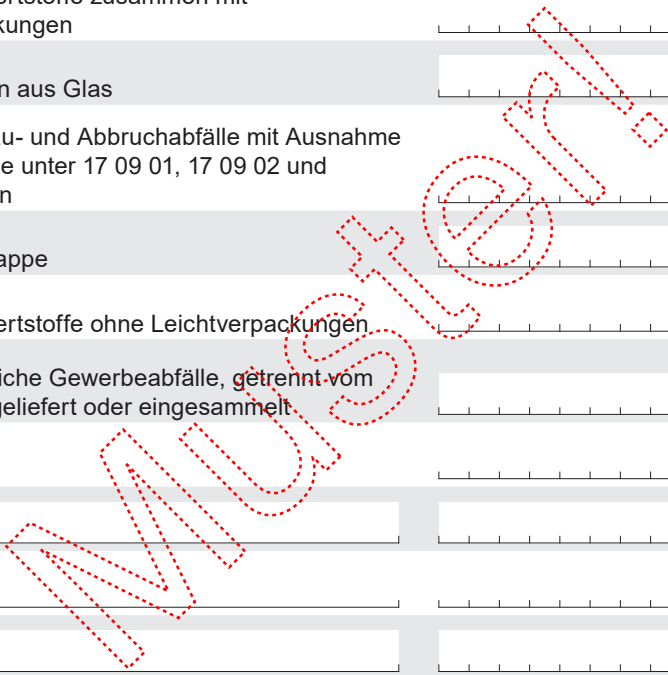 ertstoffe zusammen mit
kungen
n aus Glas
u- und Abbruchabfälle mit Ausnahme
e unter 17 09 01, 17 09 02 und
n
appe
ertstoffe ohne Leichtverpackungen
iche Gewerbeabfälle, getrennt vom
geliefert oder eingesammelt
Muster!